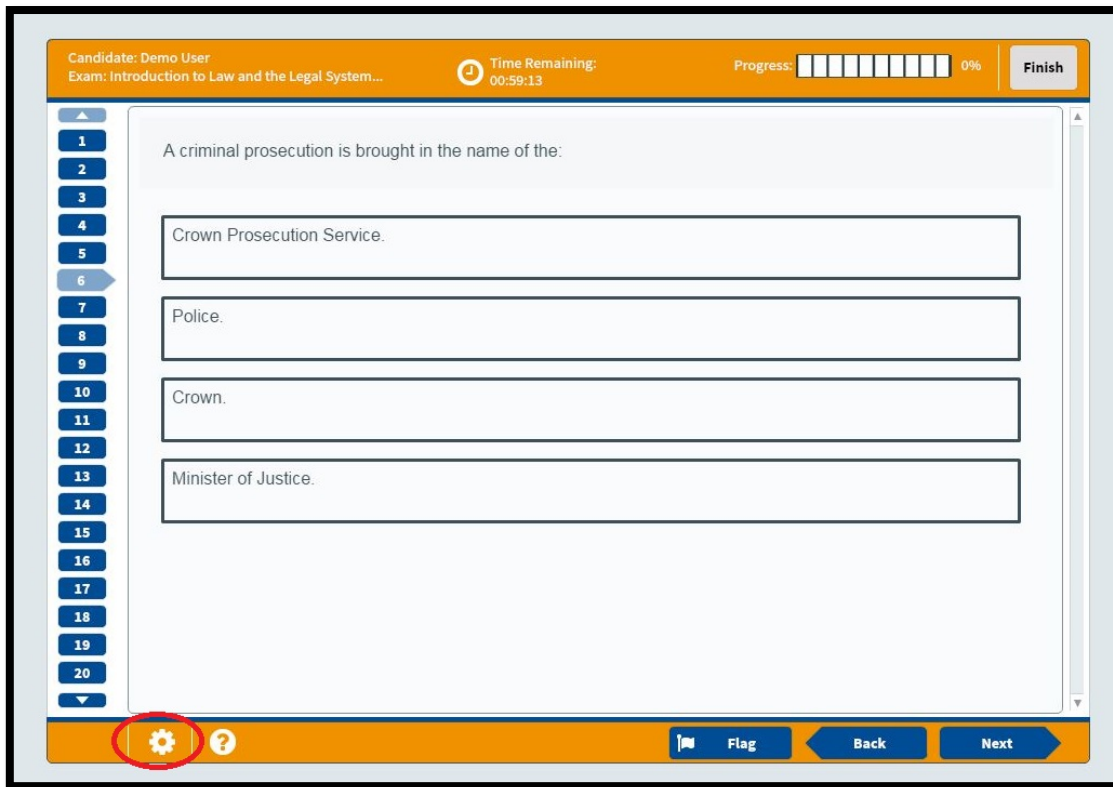 Candidate: Demo User
Exam: Introduction to Law and the Legal System...
Time Remaining:
00:59:13
Progress:
0%
Finish
1
2
3
4
5
6
7
8
9
10
11
12
13
14
15
16
17
18
19
20
A criminal prosecution is brought in the name of the:
Crown Prosecution Service.
Police.
Crown.
Minister of Justice.
?
Flag
Back
Next